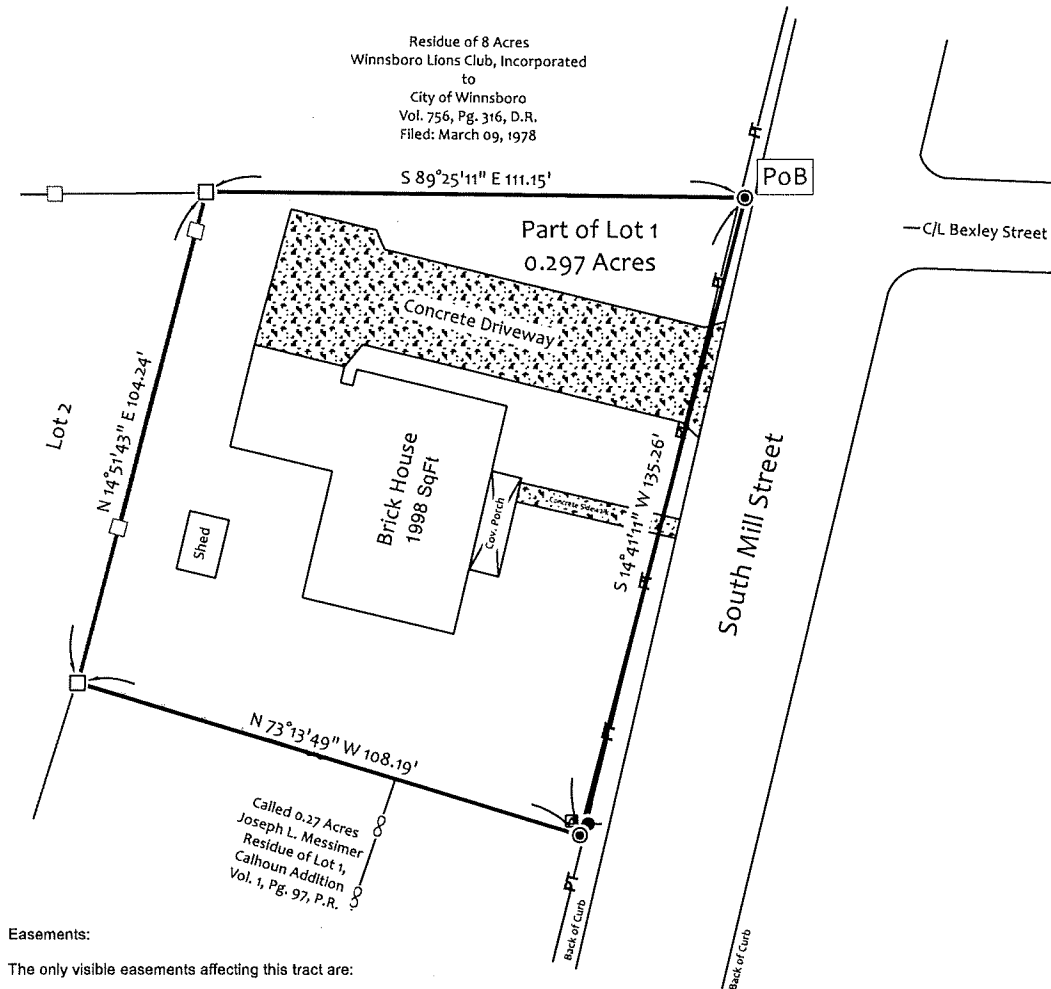 Residue of 8 Acres
Winnsboro Lions Club, Incorporated
to
City of Winnsboro
Vol. 756, Pg. 316, D.R.
Filed: March 09, 1978
S 89°25'11" E 111.15'
PoB
Part of Lot 1
0.297 Acres
C/L Bexley Street
Concrete Driveway
Lot 2
N 14°51'43" E 104.24'
Brick House
1998 SqFt
Shed
Cov. Porch
Concrete Sidewalk
S 14°41'11" W 135.26'
South Mill Street
N 73°13'49" W 108.19'
Called 0.27 Acres
Joseph L. Messimer
Residue of Lot 1,
Calhoun Addition
Vol. 1, Pg. 97, P.R.
Back of Curb
Back of Curb
Easements:
The only visible easements affecting this tract are: